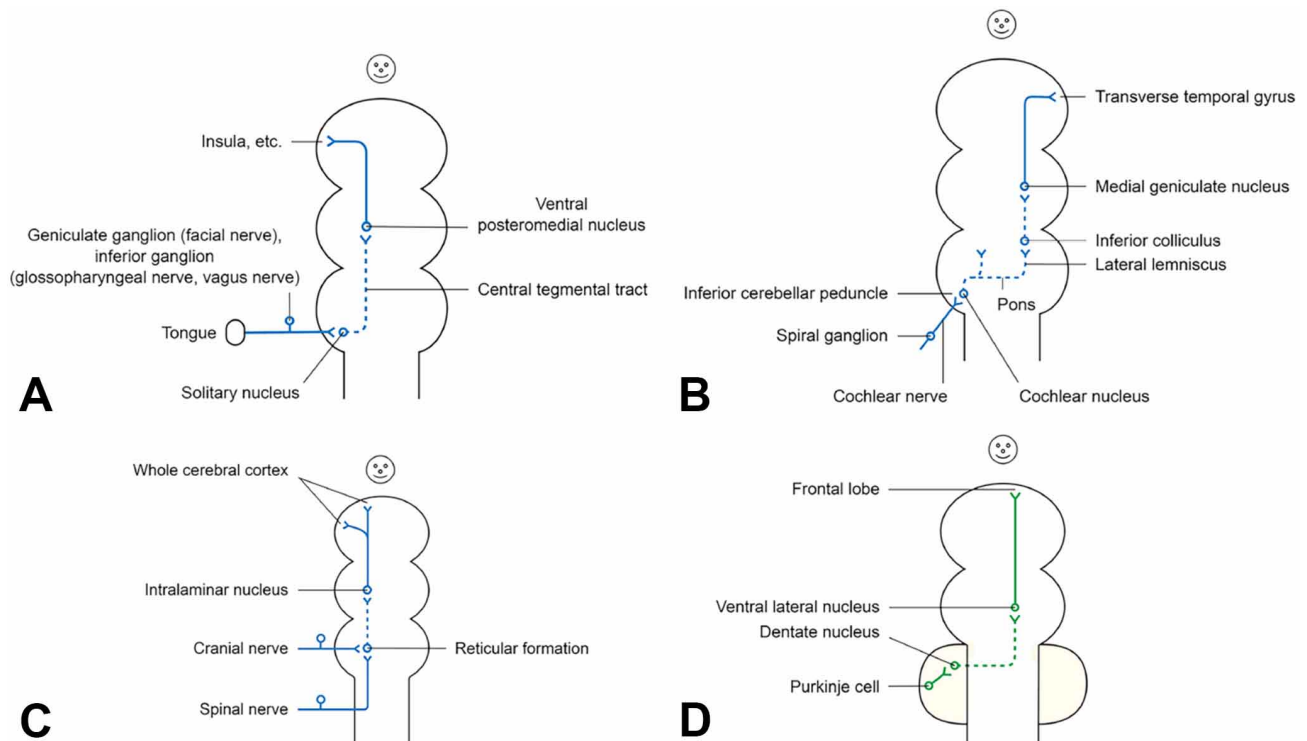 Insula, etc.
Ventral
posteromedial nucleus
Geniculate ganglion (facial nerve),
inferior ganglion
(glossopharyngeal nerve, vagus nerve)
Central tegmental tract
Tongue
Solitary nucleus
A
Transverse temporal gyrus
Medial geniculate nucleus
Inferior colliculus
Lateral lemniscus
Inferior cerebellar peduncle
Pons
Spiral ganglion
Cochlear nerve
Cochlear nucleus
B
Whole cerebral cortex
Intralaminar nucleus
Cranial nerve
Reticular formation
Spinal nerve
C
Frontal lobe
Ventral lateral nucleus
Dentate nucleus
Purkinje cell
D